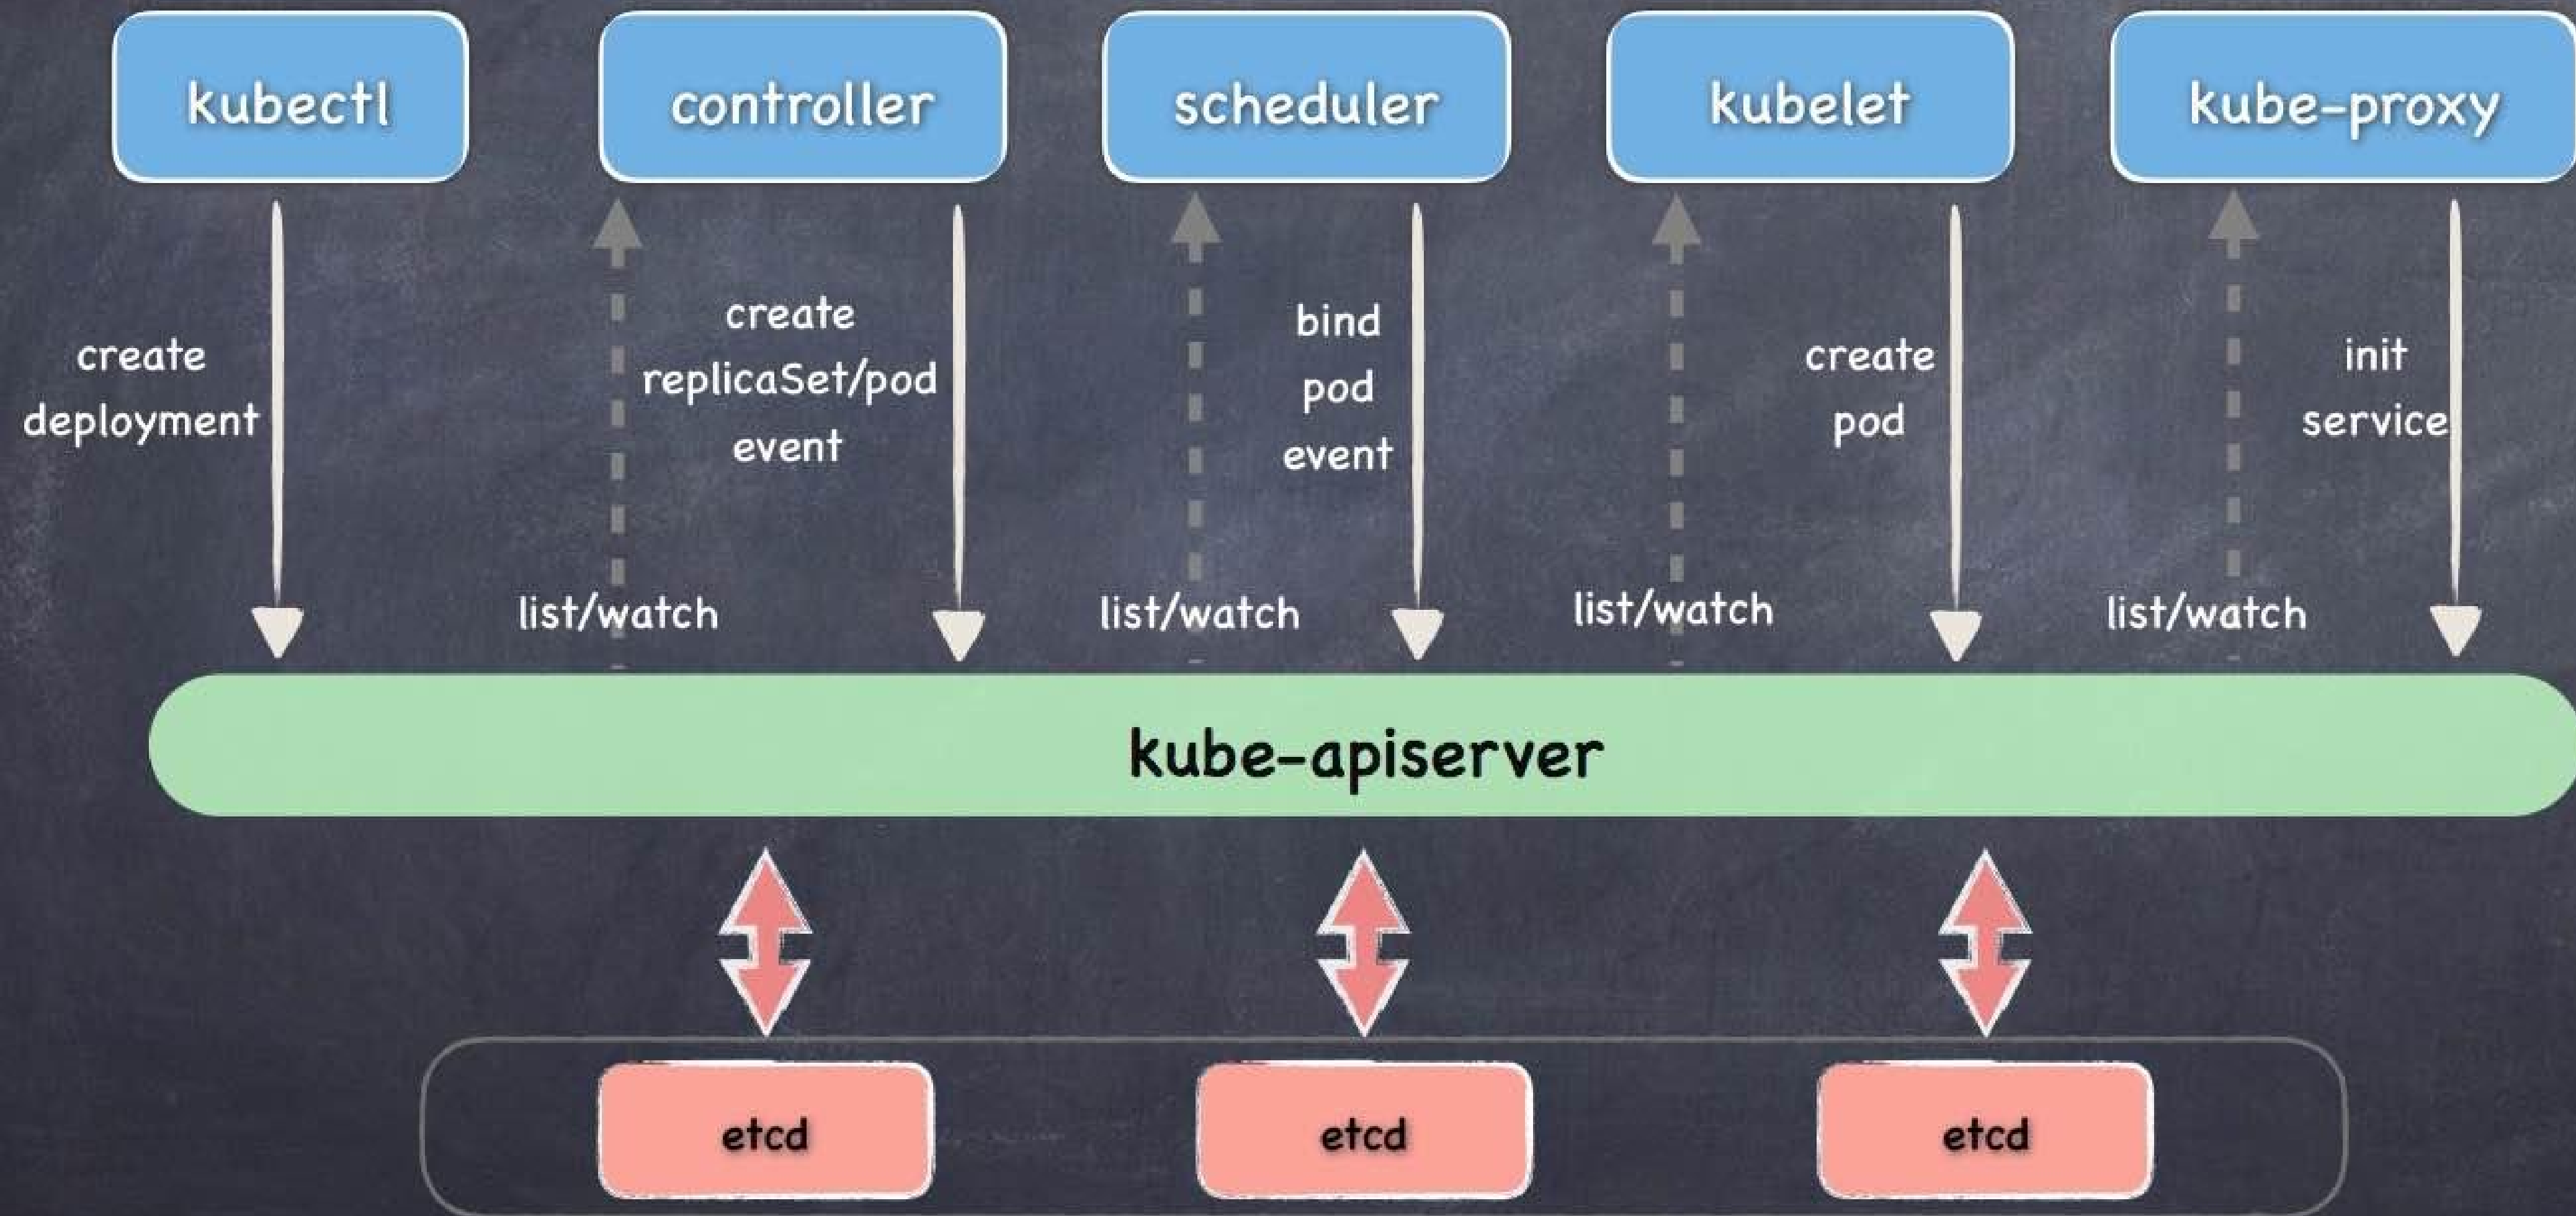 kubectl
controller
scheduler
kubelet
kube-proxy
create
deployment
create
replicaSet/pod
event
bind
pod
event
create
pod
init
service
list/watch
list/watch
list/watch
list/watch
kube-apiserver
etcd
etcd
etcd